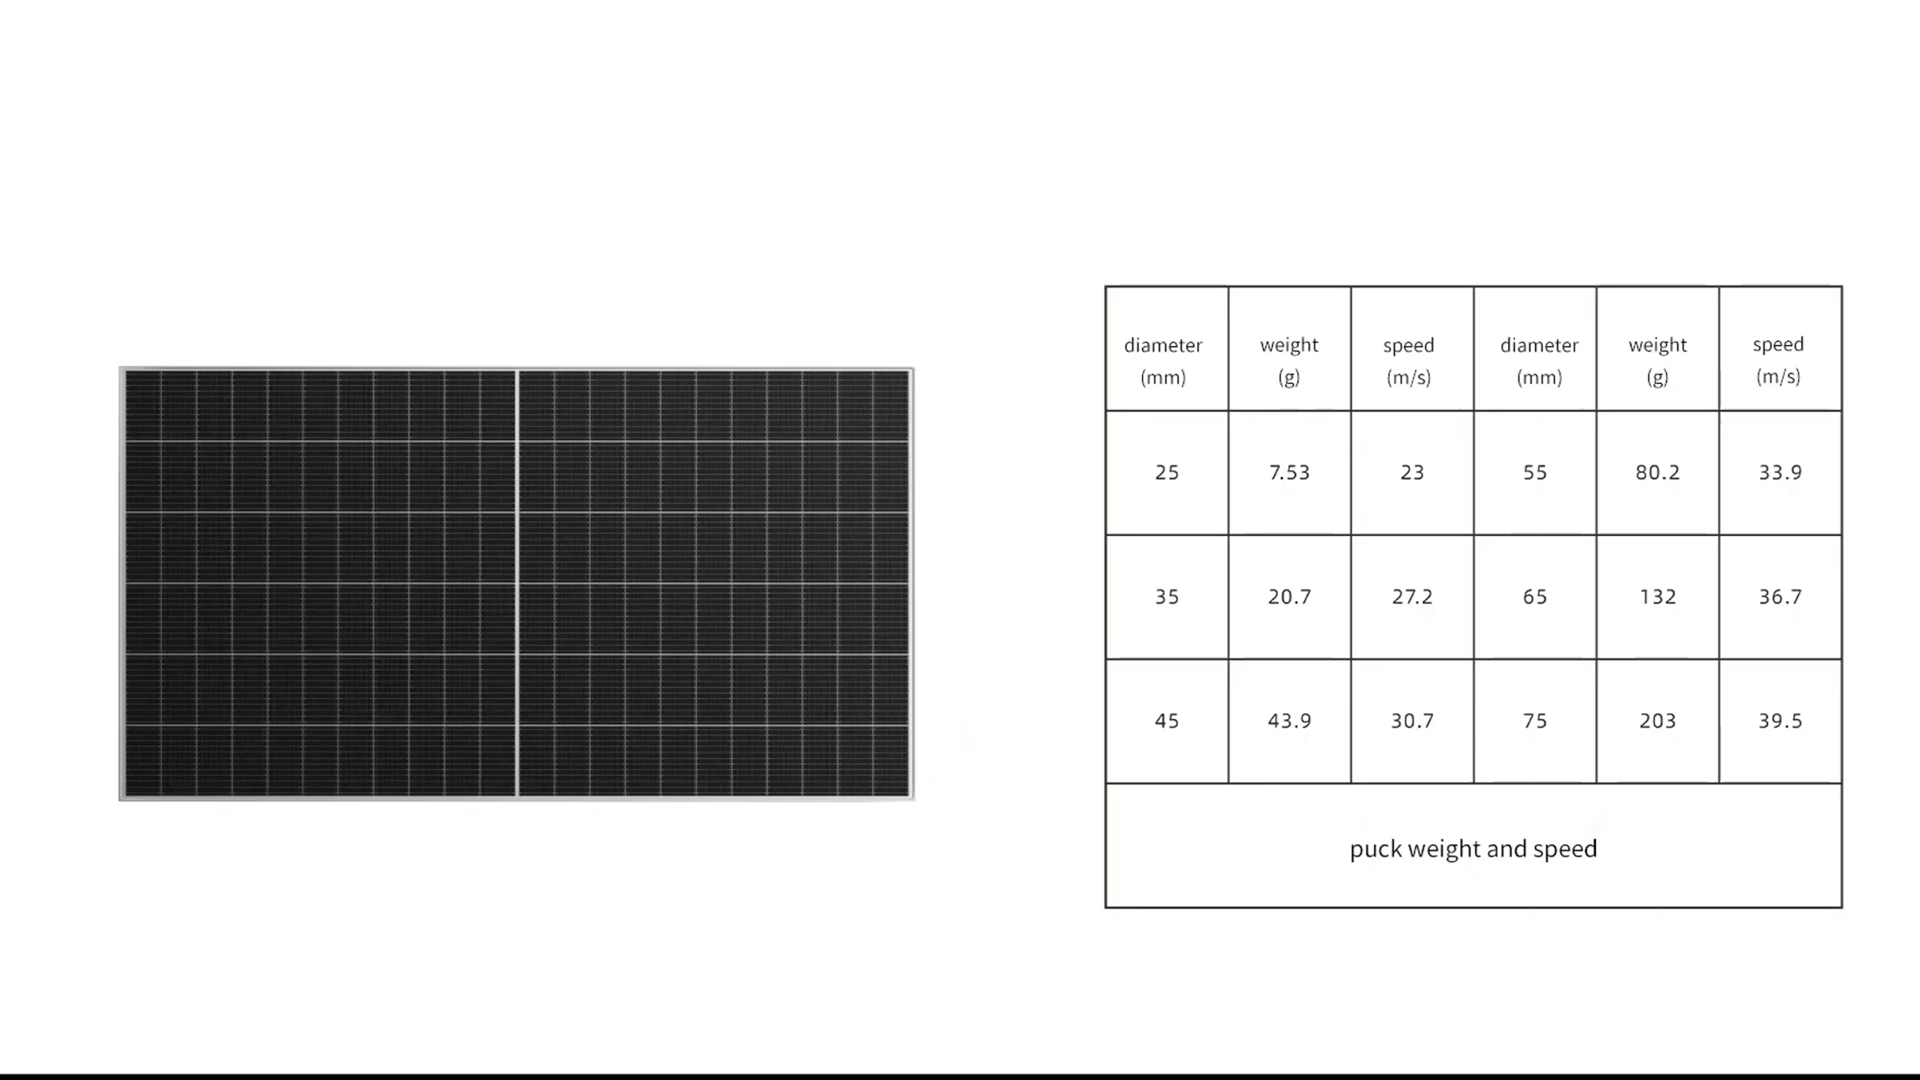 diameter (mm) weight (g) speed (m/s) diameter (mm) weight (g) speed (m/s)
25 7.53 23 55 80.2 33.9
35 20.7 27.2 65 132 36.7
45 43.9 30.7 75 203 39.5
puck weight and speed